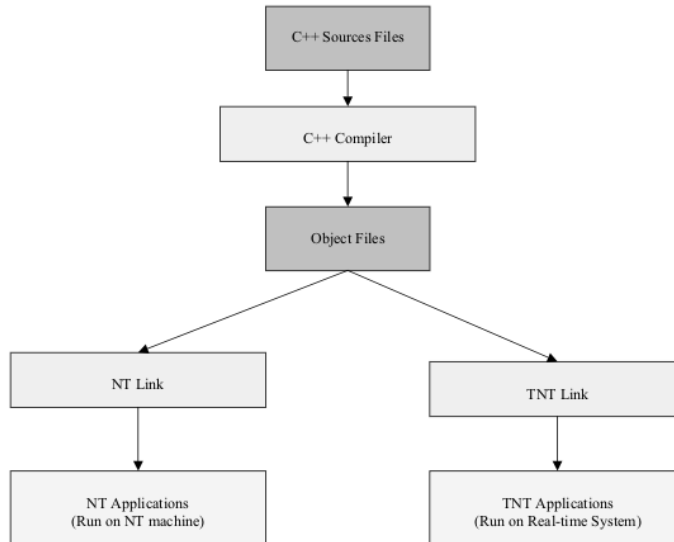 C++ Sources Files
C++ Compiler
Object Files
NT Link
TNT Link
NT Applications
(Run on NT machine)
TNT Applications
(Run on Real-time System)